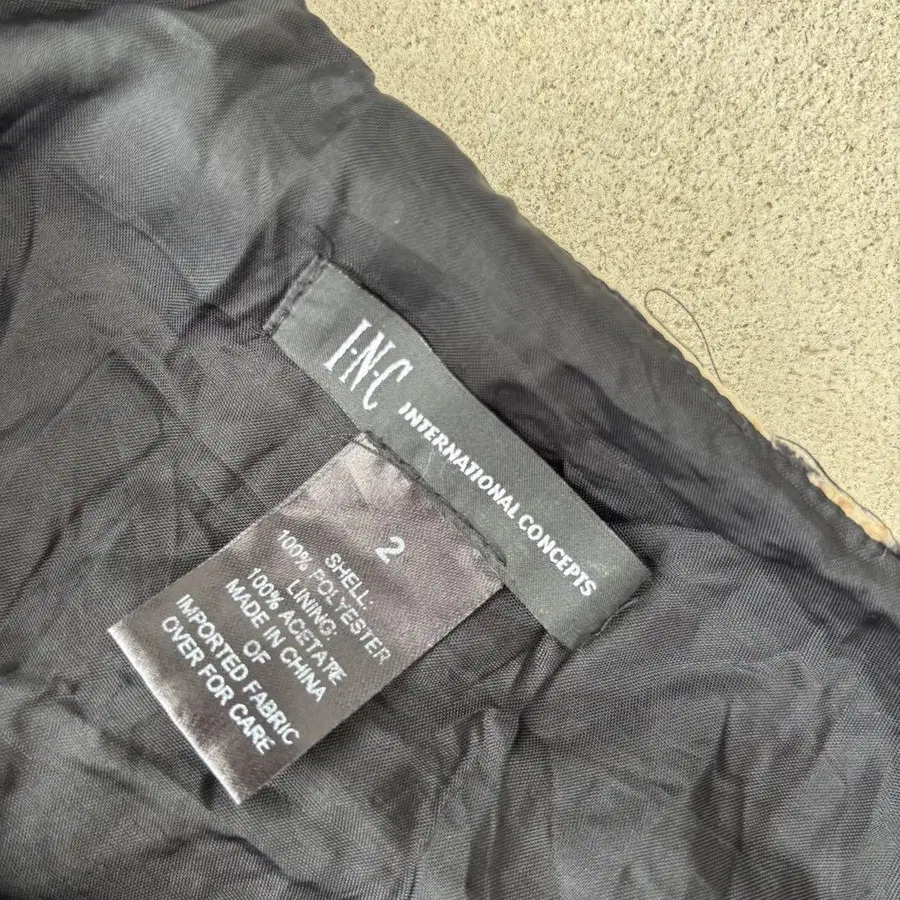 I·N·C
INTERNATIONAL CONCEPTS
2
SHELL:
100% POLYESTER
LINING:
100% ACETATE
MADE IN CHINA
OF
IMPORTED FABRIC
OVER FOR CARE